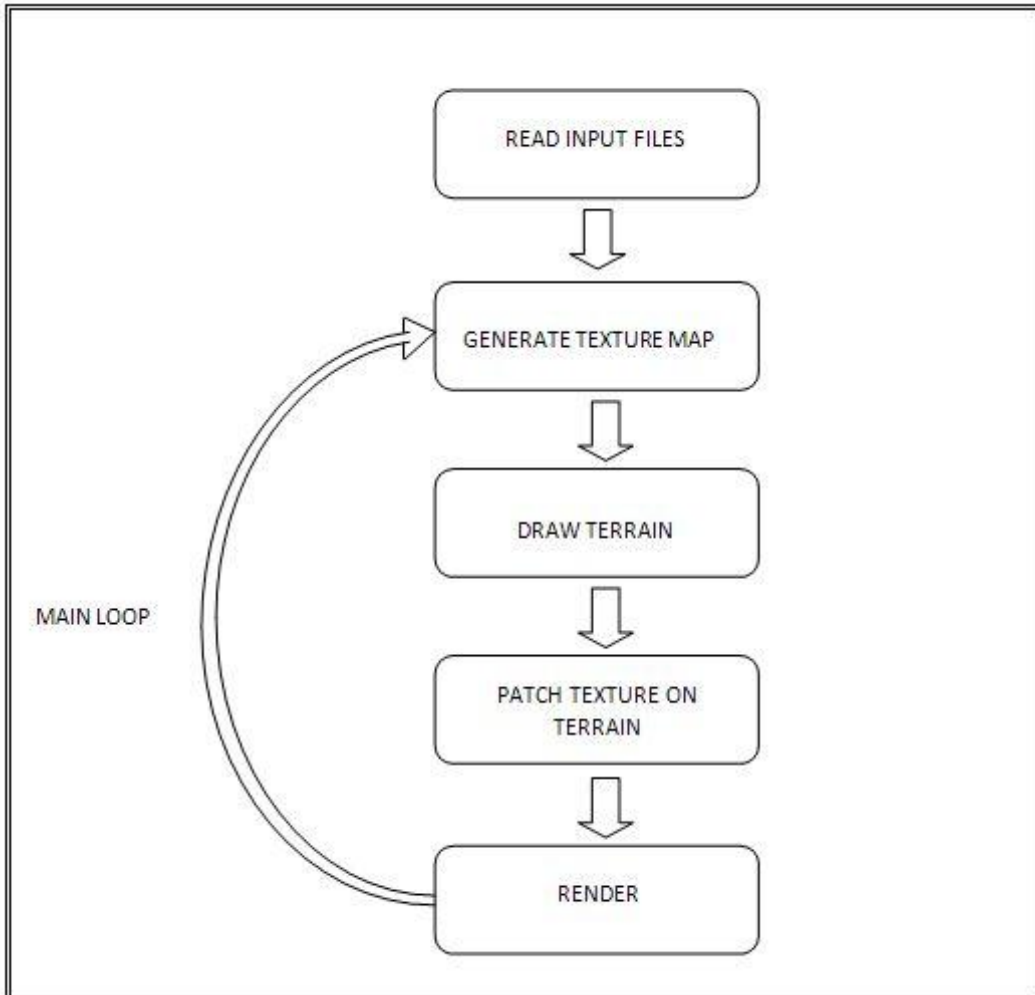 READ INPUT FILES
GENERATE TEXTURE MAP
DRAW TERRAIN
MAIN LOOP
PATCH TEXTURE ON
TERRAIN
RENDER